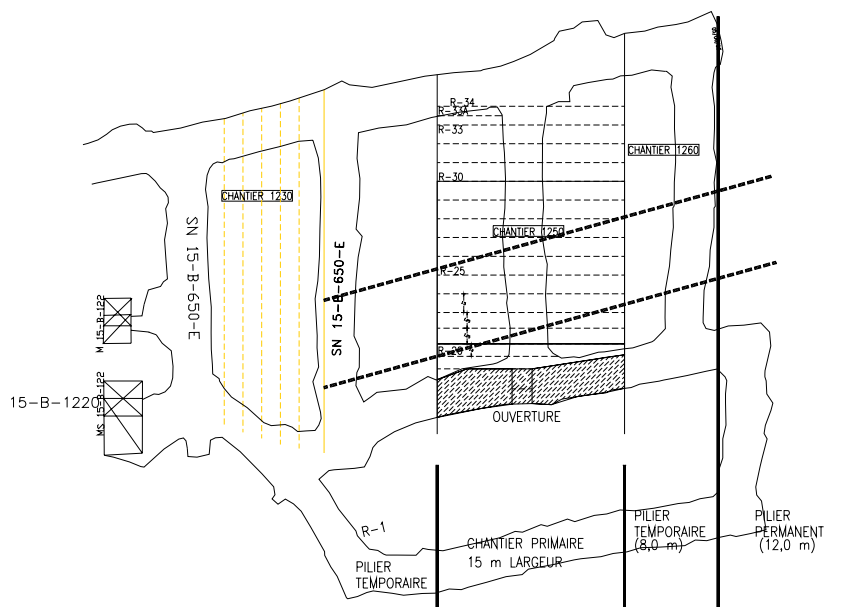 R-34
R-33A
R-33
CHANTIER 1260
R-30
CHANTIER 1230
SN 15-B-650-E
CHANTIER 1250
SN 15-B-650-E
R-25
M 15-B-122
R-20
15-B-1220
MS 15-B-122
OUVERTURE
R-1
PILIER
TEMPORAIRE
(8,0 m)
PILIER
PERMANENT
(12,0 m)
CHANTIER PRIMAIRE
15 m LARGEUR
PILIER
TEMPORAIRE